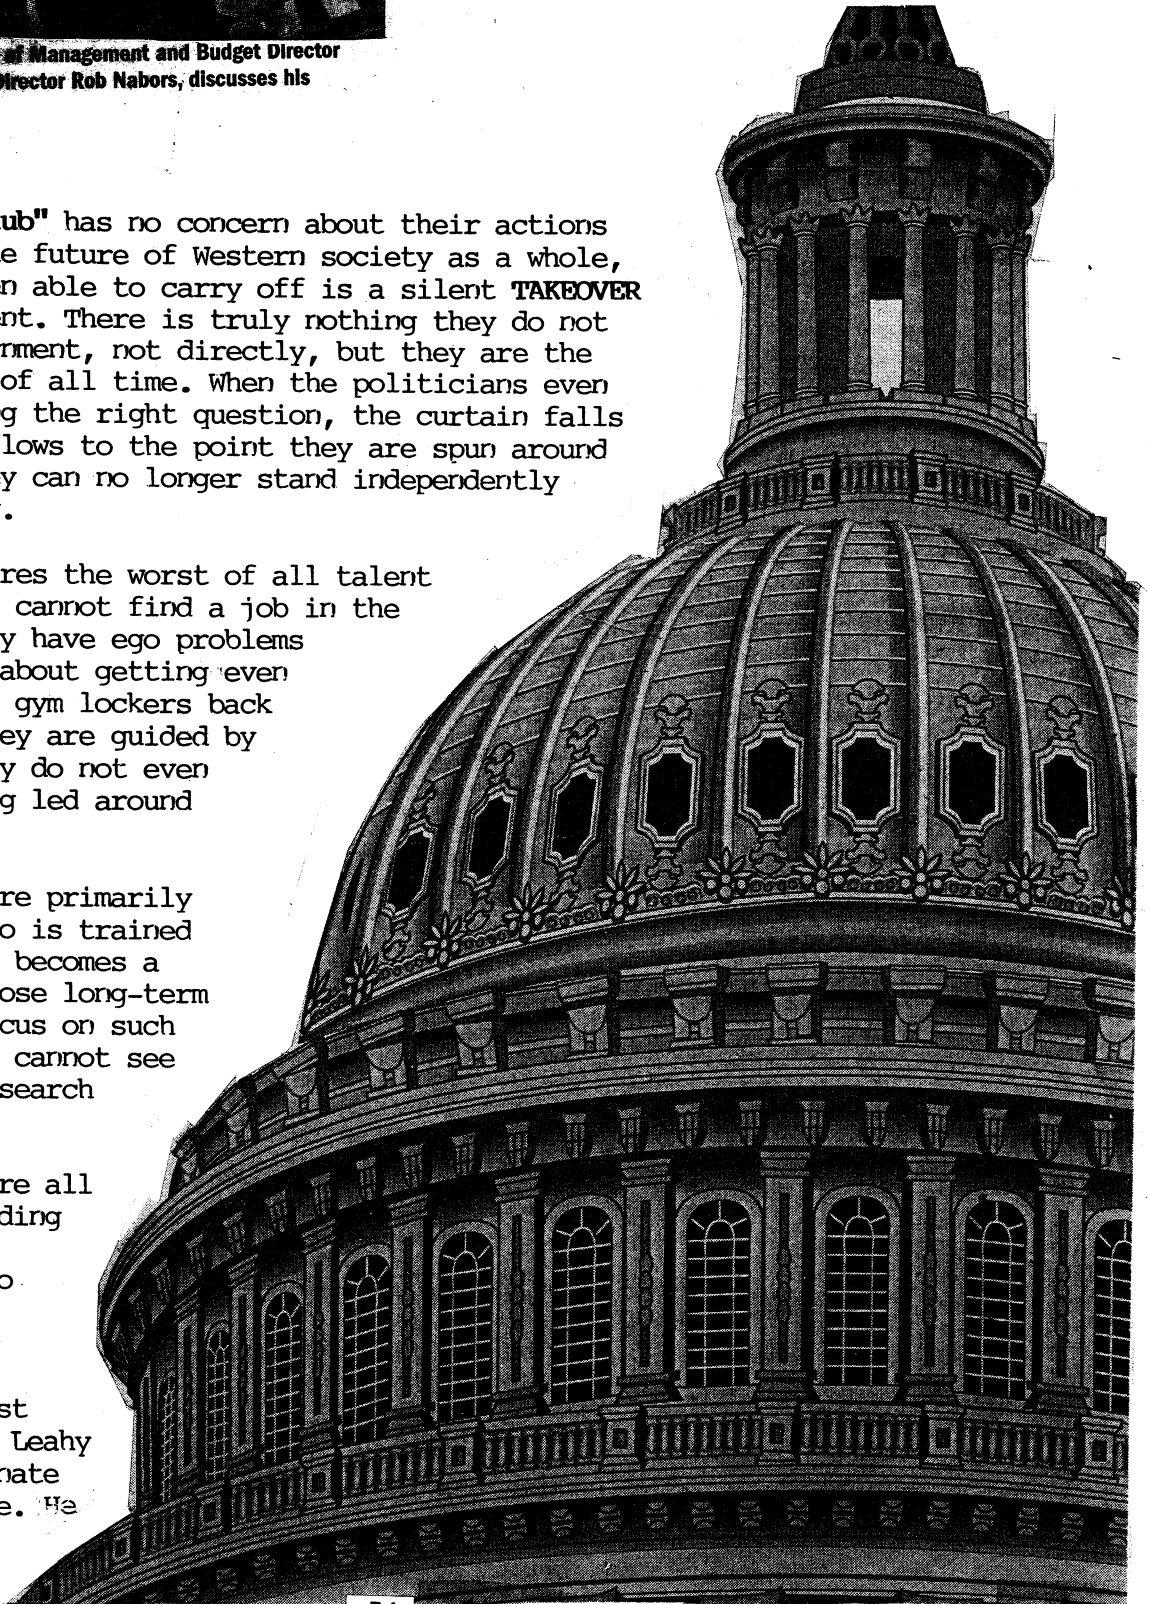 of Management and Budget Director
Director Rob Nabors, discusses his
ub" has no concern about their actions
e future of Western society as a whole,
n able to carry off is a silent TAKEOVER
nt. There is truly nothing they do not
rnment, not directly, but they are the
of all time. When the politicians even
g the right question, the curtain falls
lows to the point they are spun around
y can no longer stand independently
.
res the worst of all talent
cannot find a job in the
y have ego problems
about getting even
gym lockers back
ey are guided by
y do not even
g led around
re primarily
o is trained
becomes a
ose long-term
cus on such
cannot see
search
re all
ding
o
st
Leahy
nate
e. He